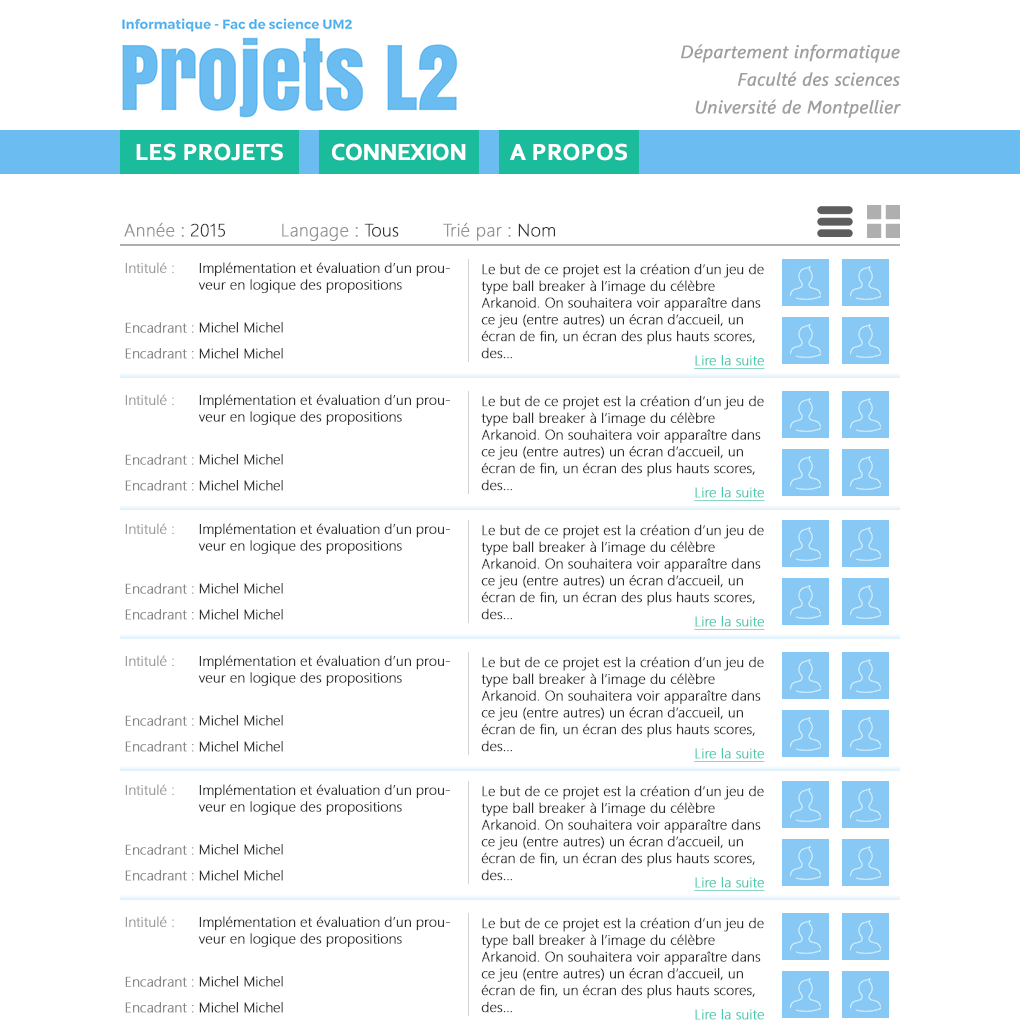 Informatique - Fac de science UM2
Projets L2
Département informatique
Faculté des sciences
Université de Montpellier
LES PROJETS
CONNEXION
A PROPOS
Année : 2015
Langage : Tous
Trié par : Nom
Intitulé : Implémentation et évaluation d’un prou-
veur en logique des propositions
Encadrant : Michel Michel
Encadrant : Michel Michel
Le but de ce projet est la création d’un jeu de
type ball breaker à l’image du célèbre
Arkanoid. On souhaitera voir apparaître dans
ce jeu (entre autres) un écran d’accueil, un
écran de fin, un écran des plus hauts scores,
des...
Lire la suite
Intitulé : Implémentation et évaluation d’un prou-
veur en logique des propositions
Encadrant : Michel Michel
Encadrant : Michel Michel
Le but de ce projet est la création d’un jeu de
type ball breaker à l’image du célèbre
Arkanoid. On souhaitera voir apparaître dans
ce jeu (entre autres) un écran d’accueil, un
écran de fin, un écran des plus hauts scores,
des...
Lire la suite
Intitulé : Implémentation et évaluation d’un prou-
veur en logique des propositions
Encadrant : Michel Michel
Encadrant : Michel Michel
Le but de ce projet est la création d’un jeu de
type ball breaker à l’image du célèbre
Arkanoid. On souhaitera voir apparaître dans
ce jeu (entre autres) un écran d’accueil, un
écran de fin, un écran des plus hauts scores,
des...
Lire la suite
Intitulé : Implémentation et évaluation d’un prou-
veur en logique des propositions
Encadrant : Michel Michel
Encadrant : Michel Michel
Le but de ce projet est la création d’un jeu de
type ball breaker à l’image du célèbre
Arkanoid. On souhaitera voir apparaître dans
ce jeu (entre autres) un écran d’accueil, un
écran de fin, un écran des plus hauts scores,
des...
Lire la suite
Intitulé : Implémentation et évaluation d’un prou-
veur en logique des propositions
Encadrant : Michel Michel
Encadrant : Michel Michel
Le but de ce projet est la création d’un jeu de
type ball breaker à l’image du célèbre
Arkanoid. On souhaitera voir apparaître dans
ce jeu (entre autres) un écran d’accueil, un
écran de fin, un écran des plus hauts scores,
des...
Lire la suite
Intitulé : Implémentation et évaluation d’un prou-
veur en logique des propositions
Encadrant : Michel Michel
Encadrant : Michel Michel
Le but de ce projet est la création d’un jeu de
type ball breaker à l’image du célèbre
Arkanoid. On souhaitera voir apparaître dans
ce jeu (entre autres) un écran d’accueil, un
écran de fin, un écran des plus hauts scores,
des...
Lire la suite